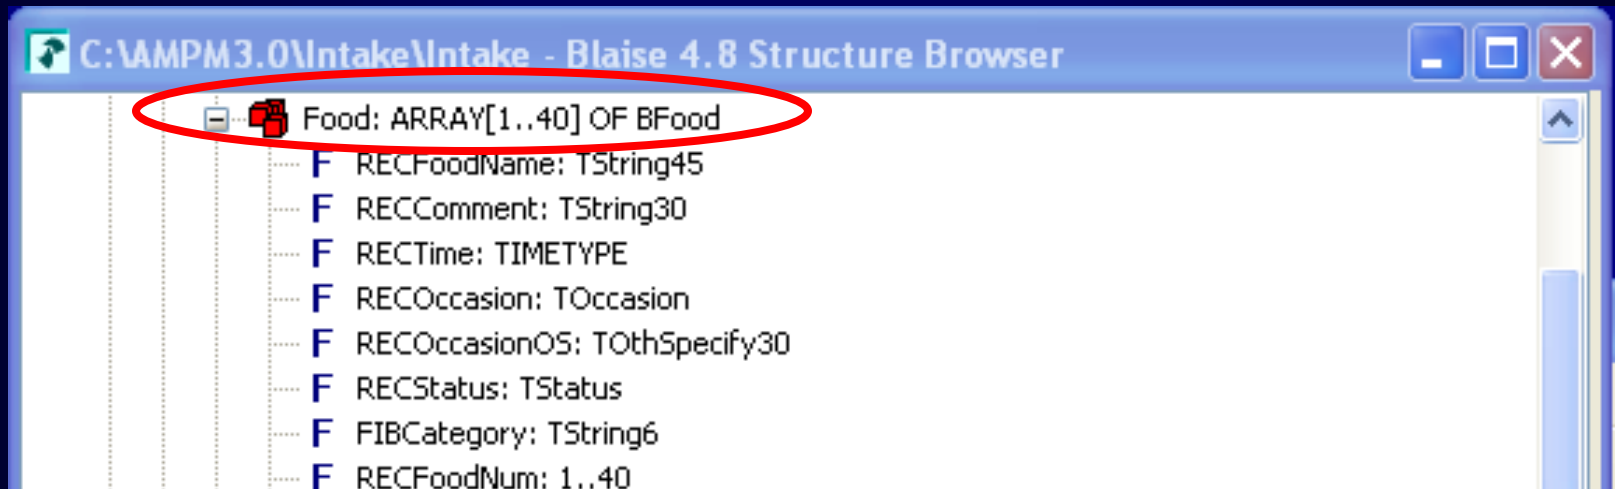 C:\AMPM3.0\Intake\Intake - Blaise 4.8 Structure Browser
Food: ARRAY[1..40] OF BFood
F RECFoodName: TString45
F RECComment: TString30
F RECTime: TIMETYPE
F RECOccasion: TOccasion
F RECOccasionOS: TOthSpecify30
F RECStatus: TStatus
F FIBCategory: TString6
F RECFoodNum: 1..40